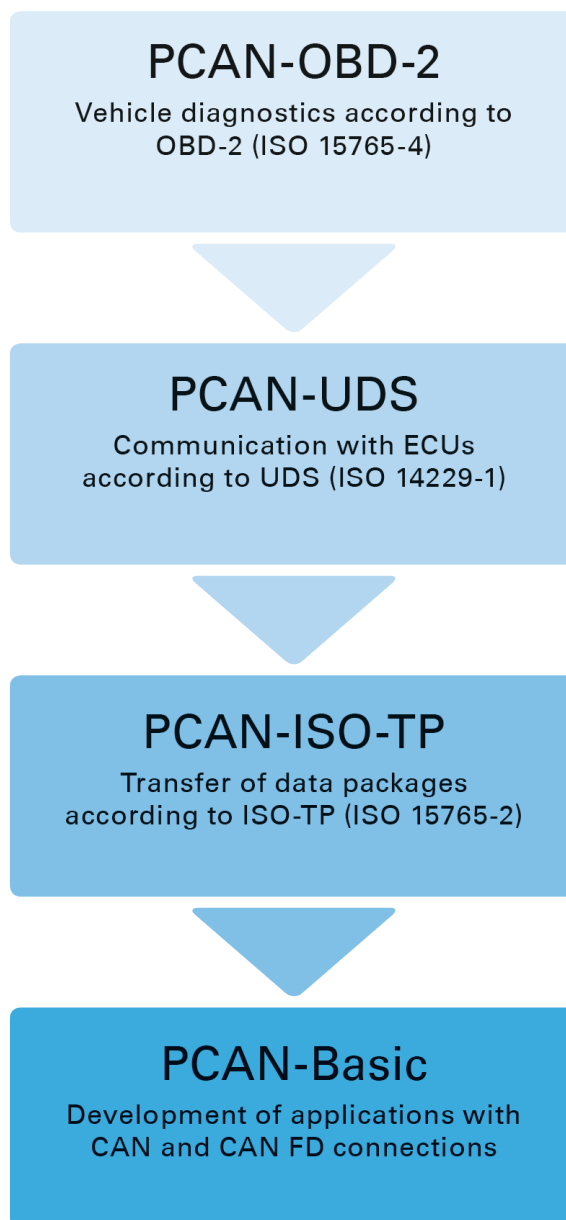 PCAN-OBD-2
Vehicle diagnostics according to
OBD-2 (ISO 15765-4)
PCAN-UDS
Communication with ECUs
according to UDS (ISO 14229-1)
PCAN-ISO-TP
Transfer of data packages
according to ISO-TP (ISO 15765-2)
PCAN-Basic
Development of applications with
CAN and CAN FD connections